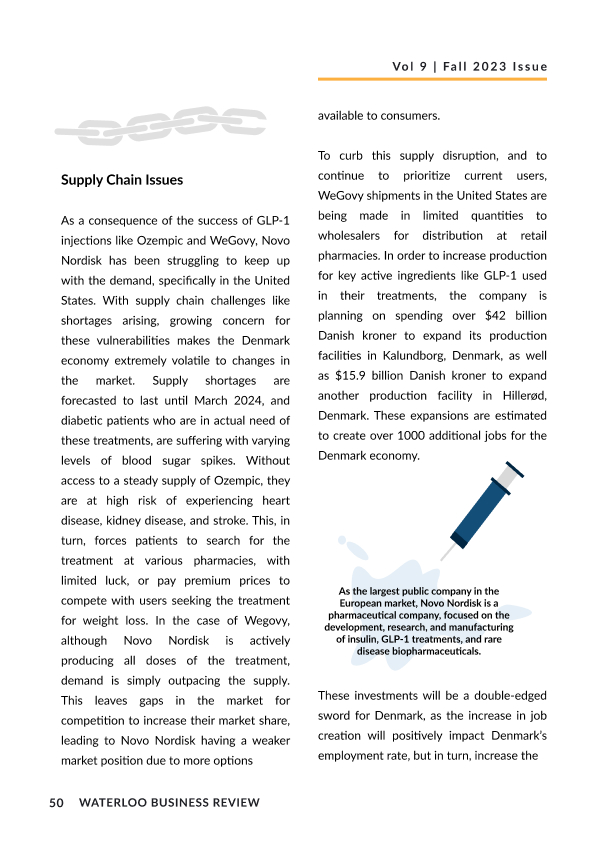 Vol 9 | Fall 2023 Issue
Supply Chain Issues
As a consequence of the success of GLP-1
injections like Ozempic and WeGovy, Novo
Nordisk has been struggling to keep up
with the demand, specifically in the United
States. With supply chain challenges like
shortages arising, growing concern for
these vulnerabilities makes the Denmark
economy extremely volatile to changes in
the market. Supply shortages are
forecasted to last until March 2024, and
diabetic patients who are in actual need of
these treatments, are suffering with varying
levels of blood sugar spikes. Without
access to a steady supply of Ozempic, they
are at high risk of experiencing heart
disease, kidney disease, and stroke. This, in
turn, forces patients to search for the
treatment at various pharmacies, with
limited luck, or pay premium prices to
compete with users seeking the treatment
for weight loss. In the case of Wegovy,
although Novo Nordisk is actively
producing all doses of the treatment,
demand is simply outpacing the supply.
This leaves gaps in the market for
competition to increase their market share,
leading to Novo Nordisk having a weaker
market position due to more options
available to consumers.
To curb this supply disruption, and to
continue to prioritize current users,
WeGovy shipments in the United States are
being made in limited quantities to
wholesalers for distribution at retail
pharmacies. In order to increase production
for key active ingredients like GLP-1 used
in their treatments, the company is
planning on spending over $42 billion
Danish kroner to expand its production
facilities in Kalundborg, Denmark, as well
as $15.9 billion Danish kroner to expand
another production facility in Hillerød,
Denmark. These expansions are estimated
to create over 1000 additional jobs for the
Denmark economy.
As the largest public company in the
European market, Novo Nordisk is a
pharmaceutical company, focused on the
development, research, and manufacturing
of insulin, GLP-1 treatments, and rare
disease biopharmaceuticals.
These investments will be a double-edged
sword for Denmark, as the increase in job
creation will positively impact Denmark's
employment rate, but in turn, increase the
50 WATERLOO BUSINESS REVIEW